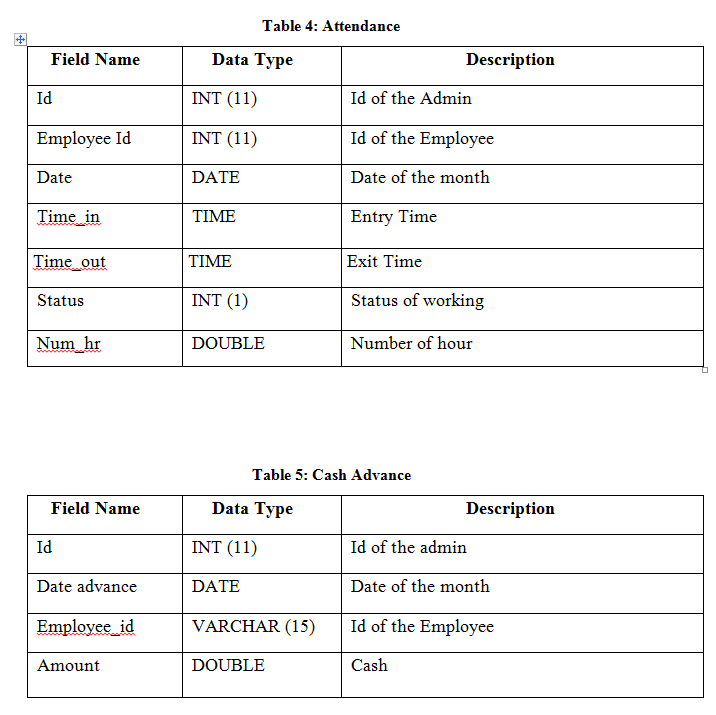 Table 4: Attendance
Field Name Data Type Description
Id INT (11) Id of the Admin
Employee Id INT (11) Id of the Employee
Date DATE Date of the month
Time_in TIME Entry Time
Time_out TIME Exit Time
Status INT (1) Status of working
Num_hr DOUBLE Number of hour
Table 5: Cash Advance
Field Name Data Type Description
Id INT (11) Id of the admin
Date advance DATE Date of the month
Employee_id VARCHAR (15) Id of the Employee
Amount DOUBLE Cash